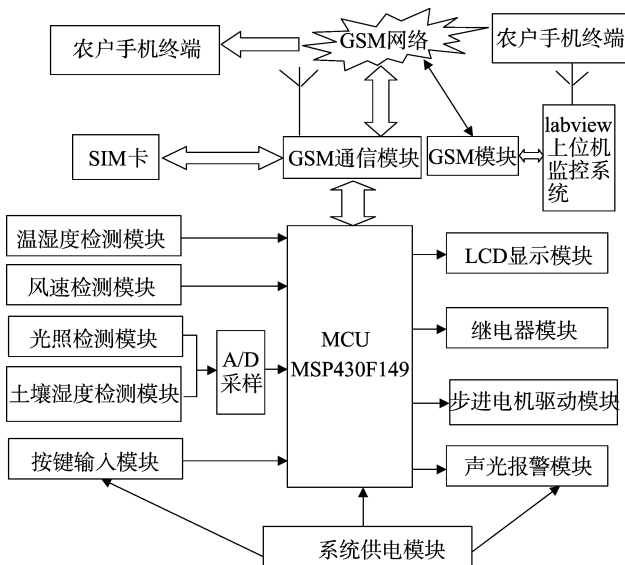 农户手机终端
GSM网络
农户手机终端
SIM卡
GSM通信模块
GSM模块
labview
上位机
监控系
统
温湿度检测模块
风速检测模块
光照检测模块
土壤湿度检测模块
A/D
采样
按键输入模块
MCU
MSP430F149
LCD显示模块
继电器模块
步进电机驱动模块
声光报警模块
系统供电模块